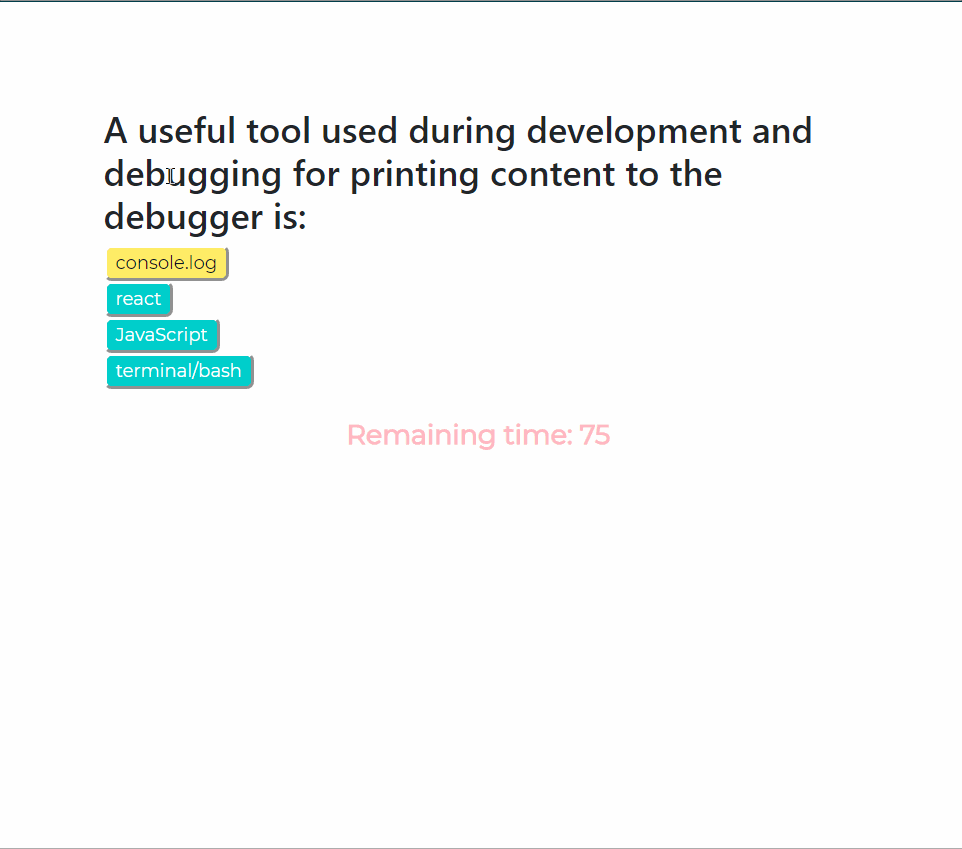 A useful tool used during development and
debugging for printing content to the
debugger is:
console.log
react
JavaScript
terminal/bash
Remaining time: 75